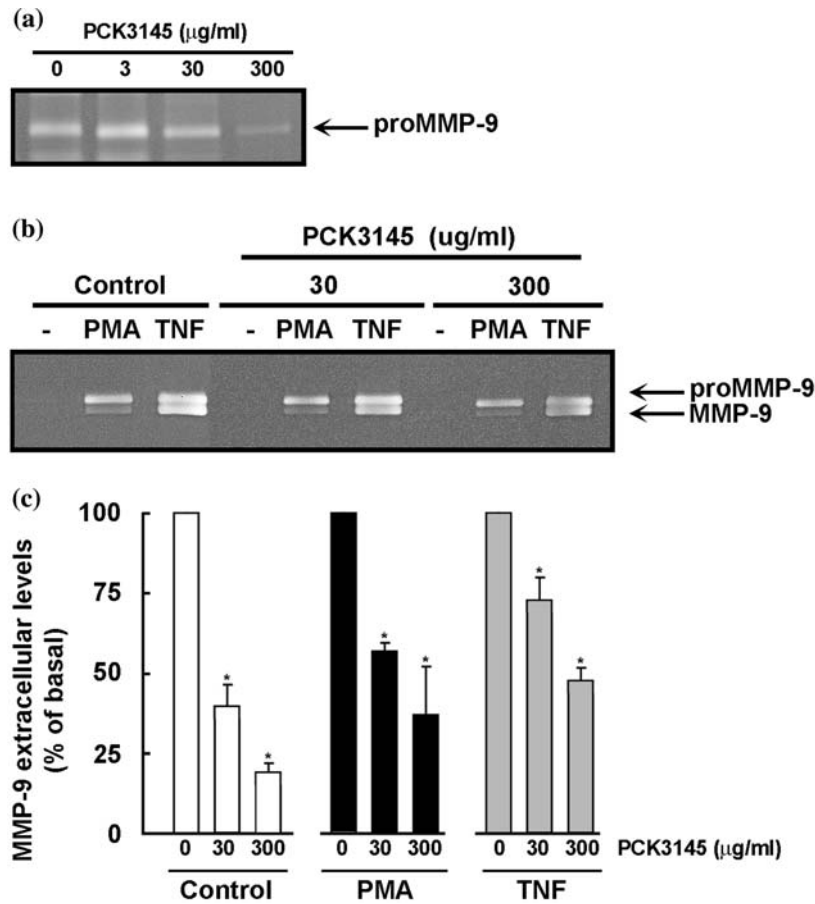 (a)
PCK3145 (μg/ml)
0 3 30 300
proMMP-9
(b)
PCK3145 (ug/ml)
Control 30 300
- PMA TNF - PMA TNF - PMA TNF
proMMP-9
MMP-9
(c)
MMP-9 extracellular levels
(% of basal)
100
75
50
25
0
* * * * * *
0 30 300 0 30 300 0 30 300 PCK3145 (μg/ml)
Control PMA TNF